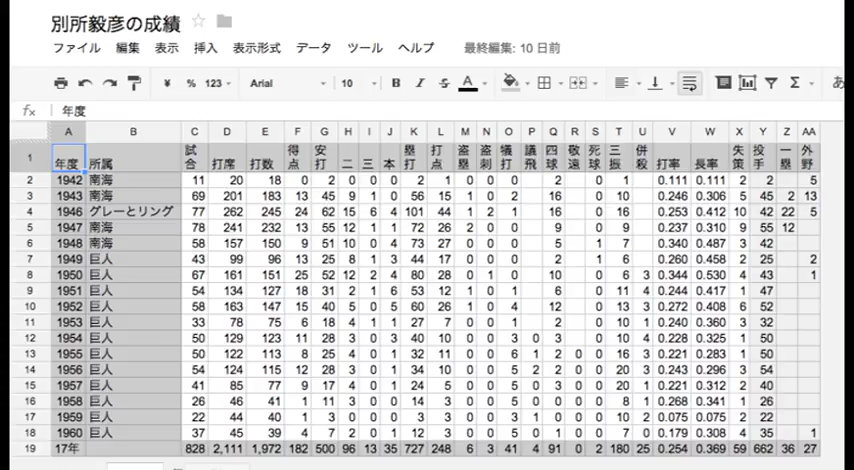 別所毅彦の成績
ファイル 編集 表示 挿入 表示形式 データ ツール ヘルプ 最終編集: 10 日前
¥ % 123 Arial 10 B I S A Σ あ
fx 年度
A B C D E F G H I J K L M N O P Q R S T U V W X Y Z AA
1 年度 所属 試合 打席 打数 得点 安打 二 三 本 塁打 打点 盗塁 盗刺 犠打 議飛 四球 敬遠 死球 三振 併殺 打率 長率 失策 投手 一塁 外野
2 1942 南海 11 20 18 0 2 0 0 0 2 1 0 0 0 2 0 1 0.111 0.111 2 2 5
3 1943 南海 69 201 183 13 45 9 1 0 56 15 1 0 2 16 0 10 0.246 0.306 5 45 2 13
4 1946 グレーとリング 77 262 245 24 62 15 6 4 101 44 1 2 1 16 0 16 0.253 0.412 10 42 22 5
5 1947 南海 78 241 232 13 55 12 1 1 72 26 2 0 0 9 0 9 0.237 0.310 9 55 12
6 1948 南海 58 157 150 9 51 10 0 4 73 27 0 0 0 5 1 7 0.340 0.487 3 42
7 1949 巨人 43 99 96 13 25 8 1 3 44 17 0 0 0 2 1 6 0.260 0.458 2 25 2
8 1950 巨人 67 161 151 25 52 12 2 4 80 28 0 1 0 10 0 6 3 0.344 0.530 4 43 1
9 1951 巨人 54 134 127 18 31 2 1 6 53 12 0 1 0 1 6 0 11 4 0.244 0.417 1 47
10 1952 巨人 58 163 147 15 40 5 0 5 60 26 1 0 4 12 0 13 3 0.272 0.408 6 52
11 1953 巨人 33 78 75 6 18 4 1 1 27 7 0 0 1 2 0 10 1 0.240 0.360 3 32
12 1954 巨人 50 129 123 11 28 3 0 3 40 10 0 0 3 0 3 0 10 4 0.228 0.325 1 50
13 1955 巨人 50 122 113 8 25 4 0 1 32 11 0 0 6 1 2 0 0 16 3 0.221 0.283 1 50
14 1956 巨人 54 124 115 12 28 3 0 1 34 10 0 0 5 2 2 0 0 20 3 0.243 0.296 3 54
15 1957 巨人 41 85 77 9 17 4 0 1 24 5 0 0 5 0 3 0 0 20 1 0.221 0.312 2 40
16 1958 巨人 26 46 41 1 11 3 0 0 14 3 0 0 5 0 0 0 0 8 1 0.268 0.341 1 26
17 1959 巨人 22 44 40 1 3 0 0 0 3 3 0 0 3 1 0 0 0 10 2 0.075 0.075 2 22
18 1960 巨人 37 45 39 4 7 2 0 1 12 3 0 0 5 0 1 0 0 7 0 0.179 0.308 4 35 1
19 17年 828 2,111 1,972 182 500 96 13 35 727 248 6 3 41 4 91 0 2 180 25 0.254 0.369 59 662 36 27